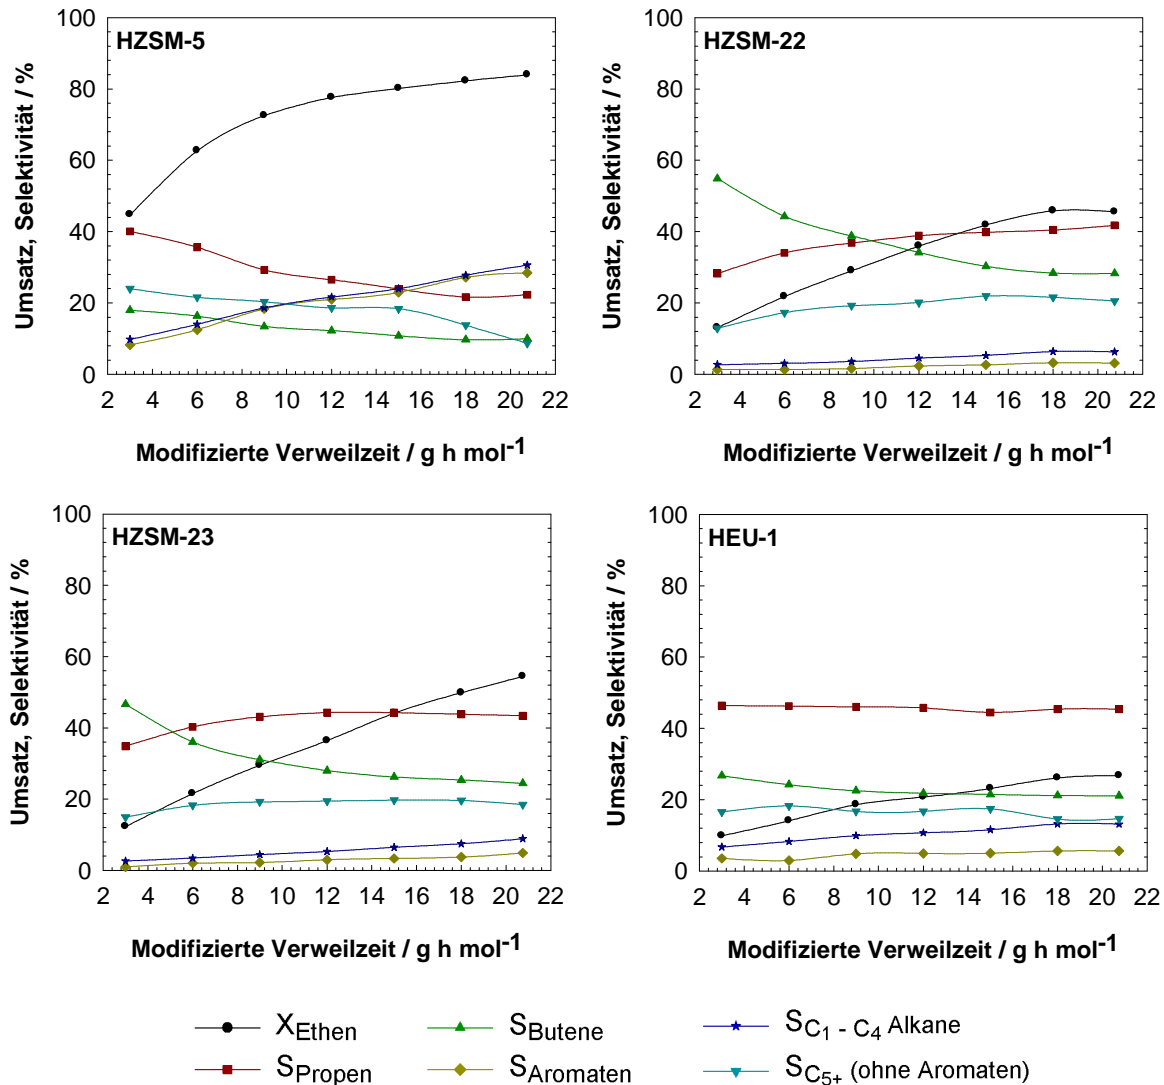 HZSM-5
Umsatz, Selektivität / %
100
80
60
40
20
0
2 4 6 8 10 12 14 16 18 20 22
Modifizierte Verweilzeit / g h mol-1
HZSM-22
Umsatz, Selektivität / %
100
80
60
40
20
0
2 4 6 8 10 12 14 16 18 20 22
Modifizierte Verweilzeit / g h mol-1
HZSM-23
Umsatz, Selektivität / %
100
80
60
40
20
0
2 4 6 8 10 12 14 16 18 20 22
Modifizierte Verweilzeit / g h mol-1
HEU-1
Umsatz, Selektivität / %
100
80
60
40
20
0
2 4 6 8 10 12 14 16 18 20 22
Modifizierte Verweilzeit / g h mol-1
XEthen
SButene
SC1 - C4 Alkane
SPropen
SAromaten
SC5+ (ohne Aromaten)